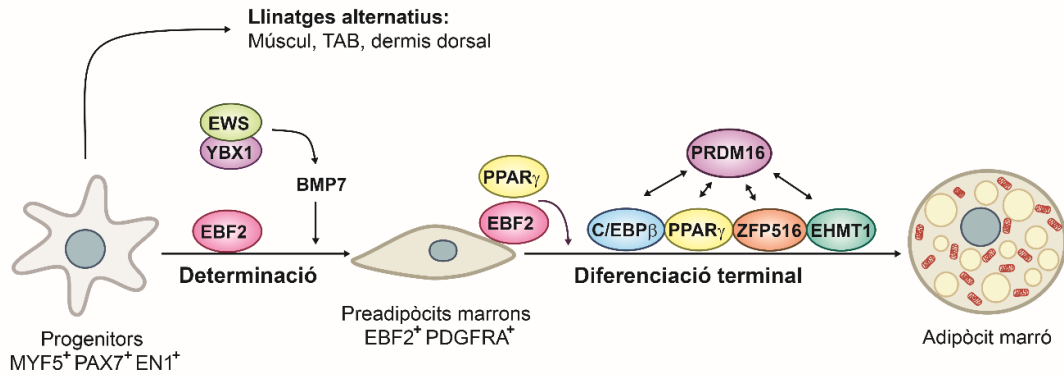 Llinatges alternatius:
Múscul, TAB, dermis dorsal
EWS
YBX1
BMP7
EBF2
Determinació
PPARγ
EBF2
PRDM16
C/EBPβ
PPARγ
ZFP516
EHMT1
Diferenciació terminal
Progenitors
MYF5⁺ PAX7⁺ EN1⁺
Preadipòcits marrons
EBF2⁺ PDGFRA⁺
Adipòcit marró